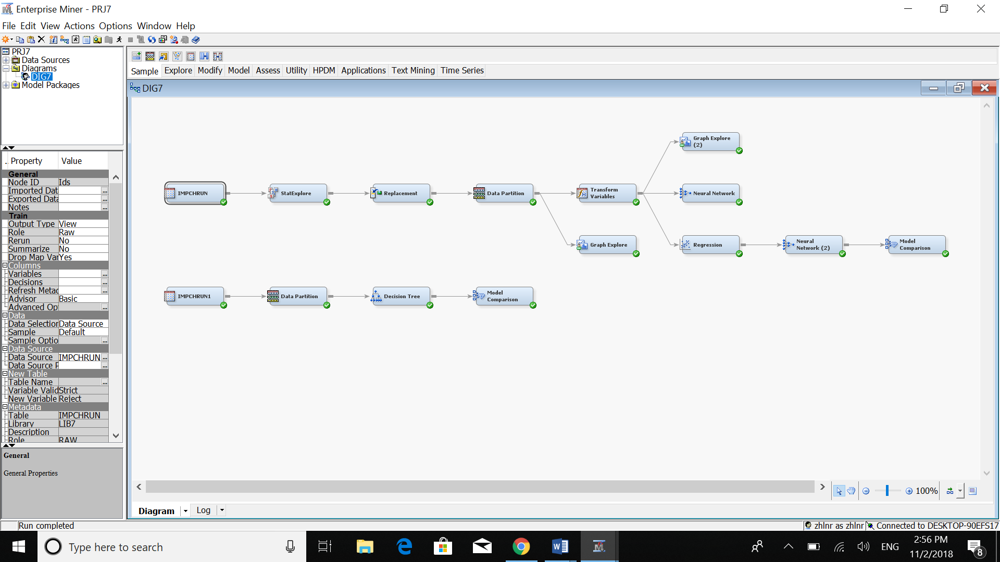 Enterprise Miner - PRJ7
File Edit View Actions Options Window Help
PRJ7
Data Sources
Diagrams
DIG7
Model Packages
Sample Explore Modify Model Assess Utility HPDM Applications Text Mining Time Series
DIG7
. Property Value
General
Node ID Ids
Imported Dat ...
Exported Data ...
Notes ...
Train
Output Type View
Role Raw
Rerun No
Summarize No
Drop Map Var Yes
Columns
Variables ...
Decisions ...
Refresh Metad ...
Advisor Basic
Advanced Op ...
Data
Data Selection Data Source
Sample Default
Sample Optio ...
Data Source
Data Source IMPCHRUN ...
Data Source P ...
New Table
Table Name ...
Variable Valid Strict
New Variable Reject
Metadata
Table IMPCHRUN
Library LIB7
Description
Role RAW
General
General Properties
Graph Explore
(2)
IMPCHRUN
StatExplore
Replacement
Data Partition
Transform
Variables
Neural Network
Graph Explore
Regression
Neural
Network (2)
Model
Comparison
IMPCHRUN1
Data Partition
Decision Tree
Model
Comparison
100%
Diagram Log
Run completed
zhlnr as zhlnr Connected to DESKTOP-90EFS17
Type here to search
ENG
2:56 PM
11/2/2018
8